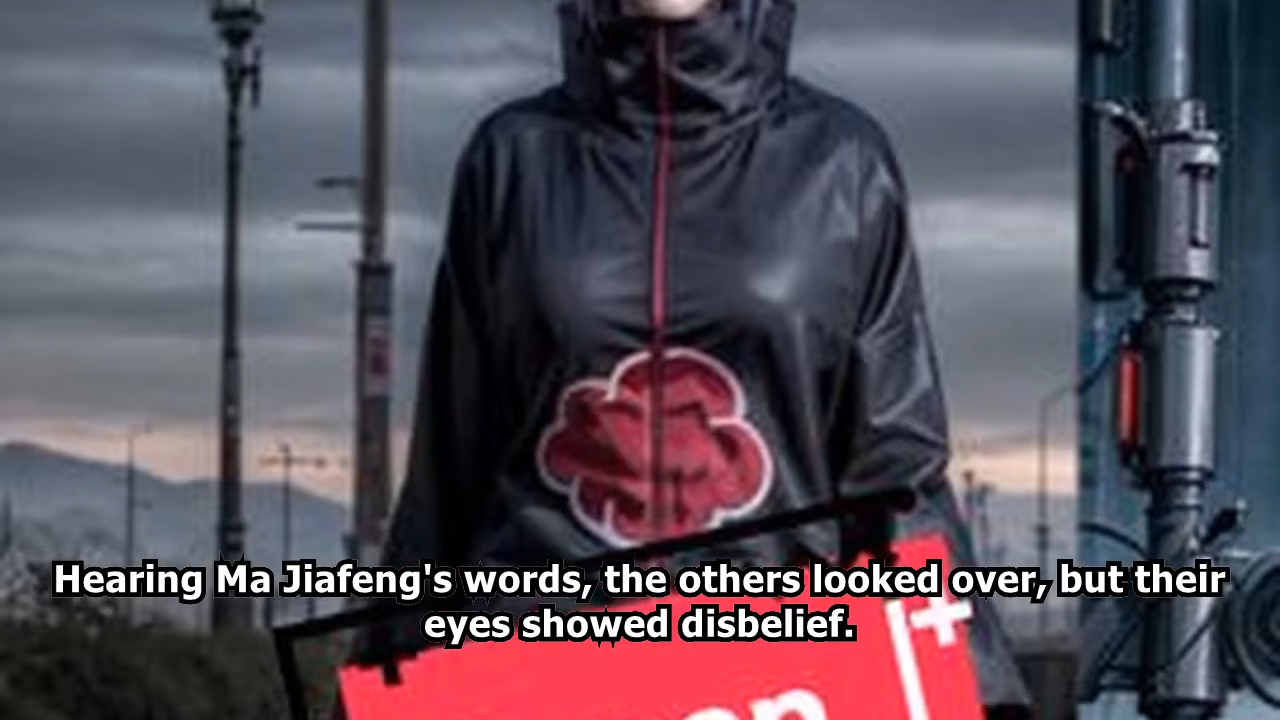 Hearing Ma Jiafeng's words, the others looked over, but their
eyes showed disbelief.